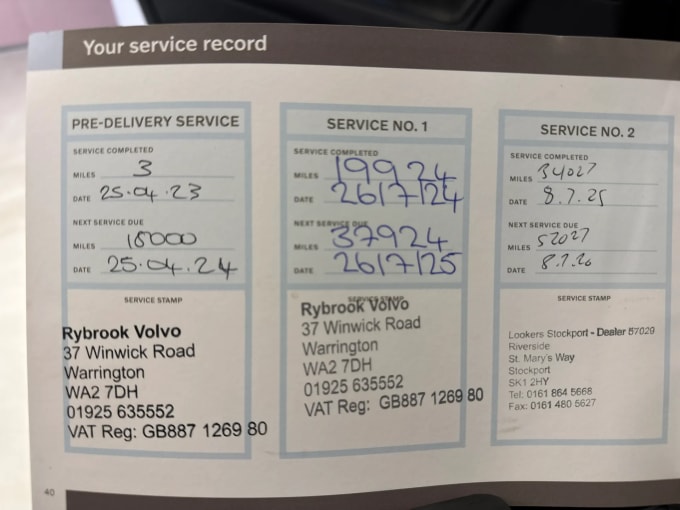 Your service record
PRE-DELIVERY SERVICE
SERVICE COMPLETED
MILES 3
DATE 25.04.23
NEXT SERVICE DUE
MILES 18000
DATE 25.04.24
SERVICE STAMP
Rybrook Volvo
37 Winwick Road
Warrington
WA2 7DH
01925 635552
VAT Reg: GB887 1269 80
SERVICE NO. 1
SERVICE COMPLETED
MILES 19924
DATE 26/7/24
NEXT SERVICE DUE
MILES 37924
DATE 26/7/25
SERVICE STAMP
Rybrook Volvo
37 Winwick Road
Warrington
WA2 7DH
01925 635552
VAT Reg: GB887 1269 80
SERVICE NO. 2
SERVICE COMPLETED
MILES 34027
DATE 8.7.25
NEXT SERVICE DUE
MILES 52027
DATE 8.7.26
SERVICE STAMP
Lookers Stockport - Dealer 57029
Riverside
St. Mary's Way
Stockport
SK1 2HY
Tel: 0161 864 5668
Fax: 0161 480 5627
40